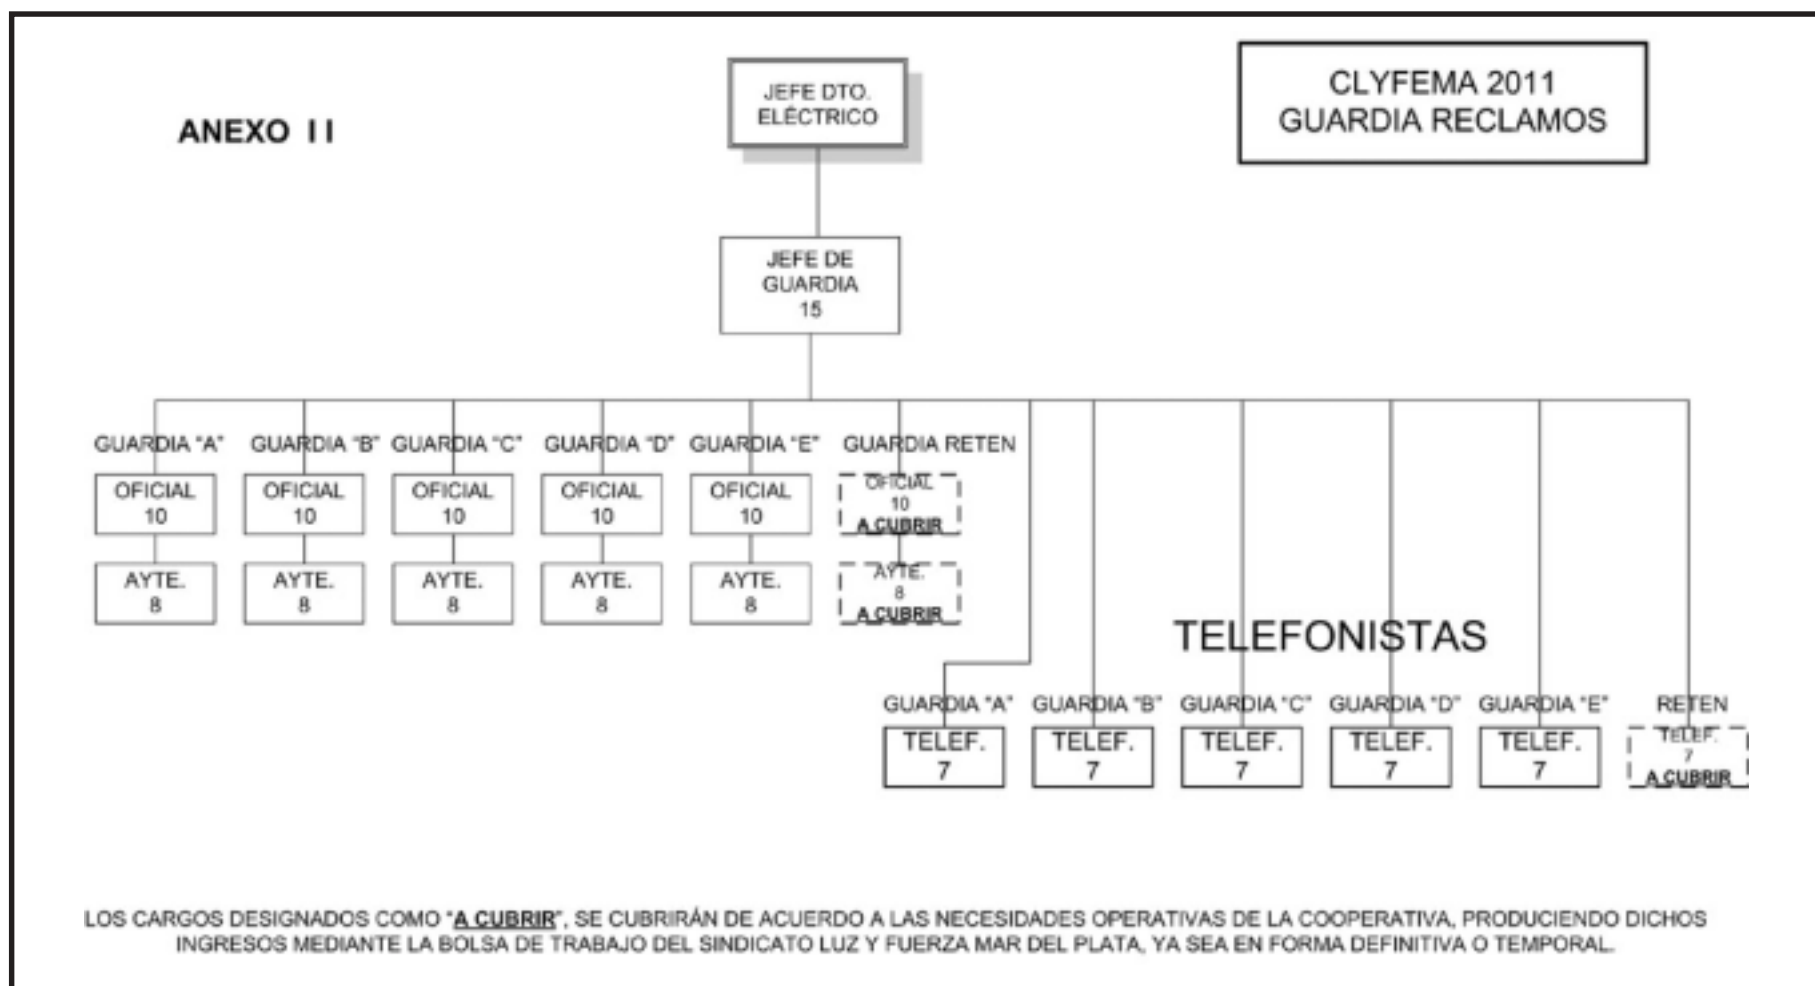 ANEXO II
JEFE DTO.
ELÉCTRICO
CLYFEMA 2011
GUARDIA RECLAMOS
JEFE DE
GUARDIA
15
GUARDIA "A"
OFICIAL
10
AYTE.
8
GUARDIA "B"
OFICIAL
10
AYTE.
8
GUARDIA "C"
OFICIAL
10
AYTE.
8
GUARDIA "D"
OFICIAL
10
AYTE.
8
GUARDIA "E"
OFICIAL
10
AYTE.
8
GUARDIA RETEN
OFICIAL
10
A CUBRIR
AYTE.
8
A CUBRIR
TELEFONISTAS
GUARDIA "A"
TELEF.
7
GUARDIA "B"
TELEF.
7
GUARDIA "C"
TELEF.
7
GUARDIA "D"
TELEF.
7
GUARDIA "E"
TELEF.
7
RETEN
TELEF.
7
A CUBRIR
LOS CARGOS DESIGNADOS COMO "A CUBRIR", SE CUBRIRÁN DE ACUERDO A LAS NECESIDADES OPERATIVAS DE LA COOPERATIVA, PRODUCIENDO DICHOS
INGRESOS MEDIANTE LA BOLSA DE TRABAJO DEL SINDICATO LUZ Y FUERZA MAR DEL PLATA, YA SEA EN FORMA DEFINITIVA O TEMPORAL.